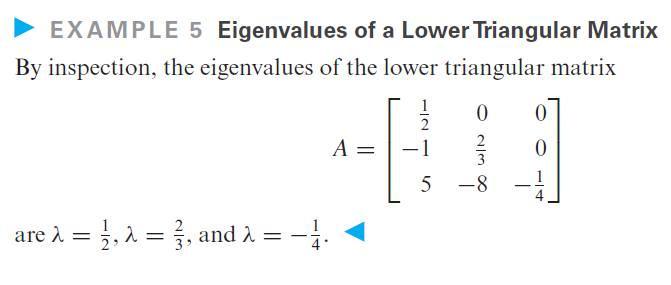 ▶ EXAMPLE 5 Eigenvalues of a Lower Triangular Matrix
By inspection, the eigenvalues of the lower triangular matrix
A = [ 1/2 0 0
−1 2/3 0
5 −8 −1/4 ]
are λ = 1/2, λ = 2/3, and λ = −1/4. ◀